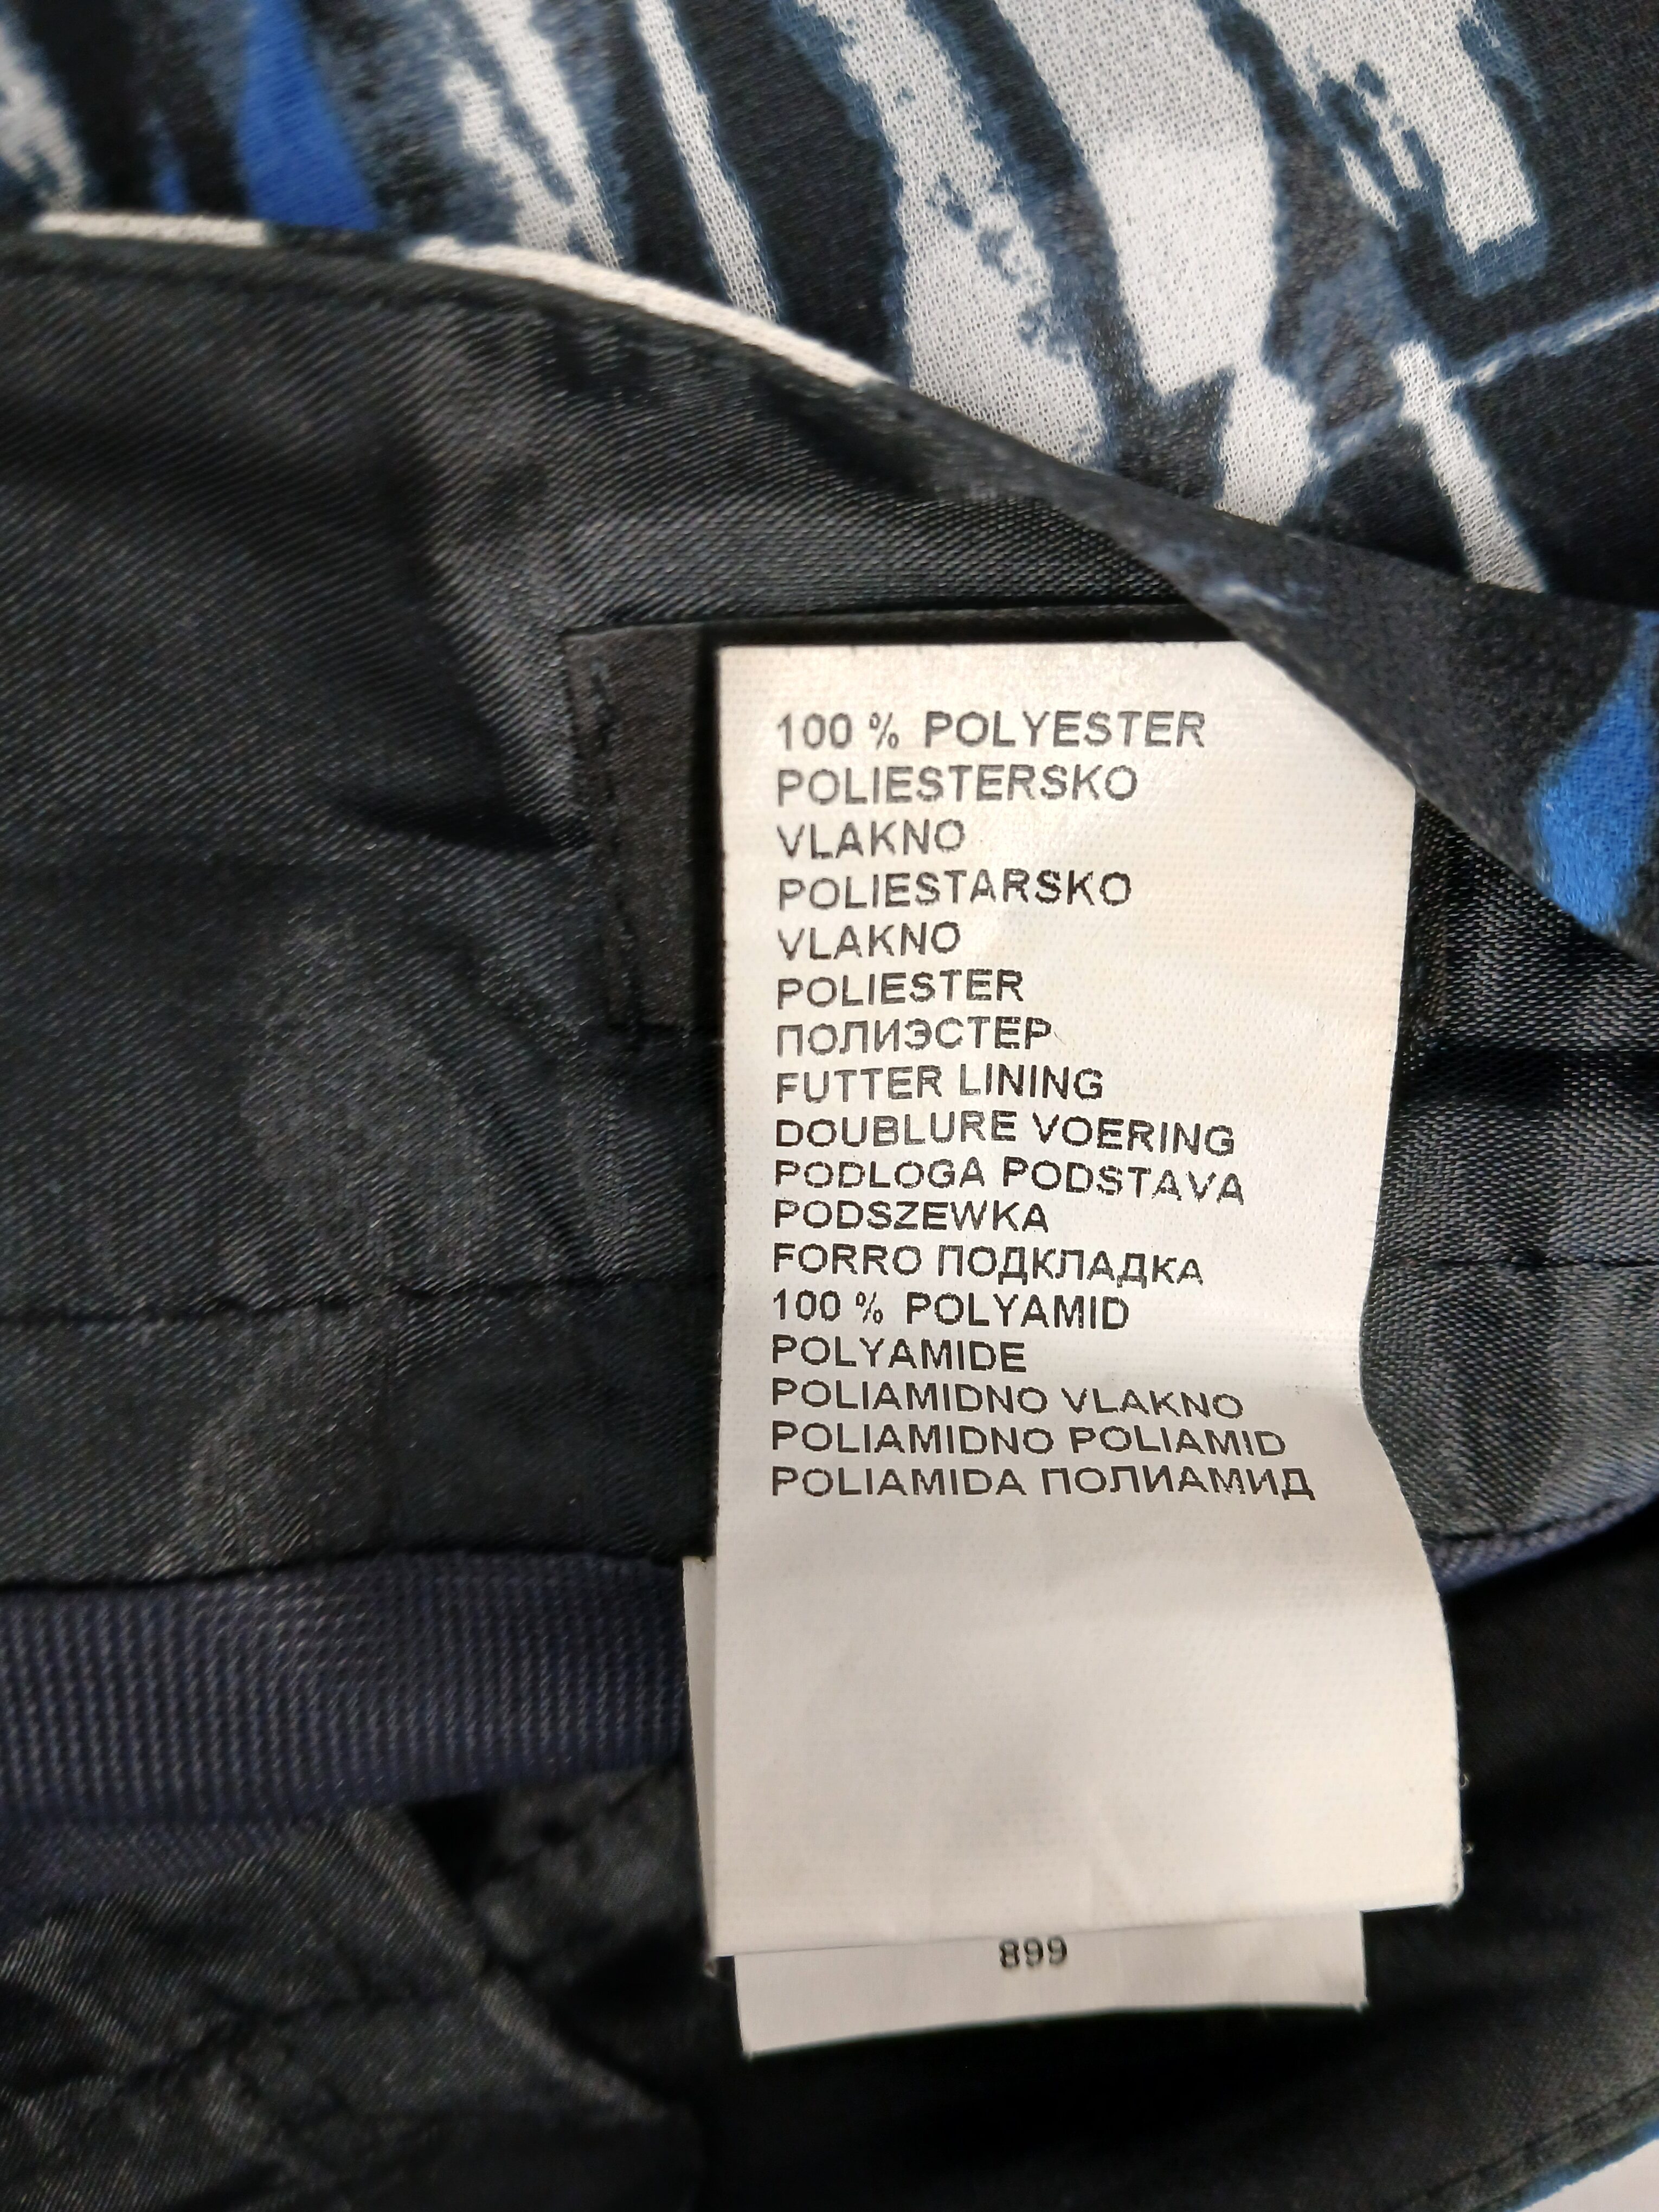 100 % POLYESTER
POLIESTERSKO
VLAKNO
POLIESTARSKO
VLAKNO
POLIESTER
ПОЛИЭСТЕР
FUTTER LINING
DOUBLURE VOERING
PODLOGA PODSTAVA
PODSZEWKA
FORRO ПОДКЛАДКА
100 % POLYAMID
POLYAMIDE
POLIAMIDNO VLAKNO
POLIAMIDNO POLIAMID
POLIAMIDA ПОЛИАМИД
899